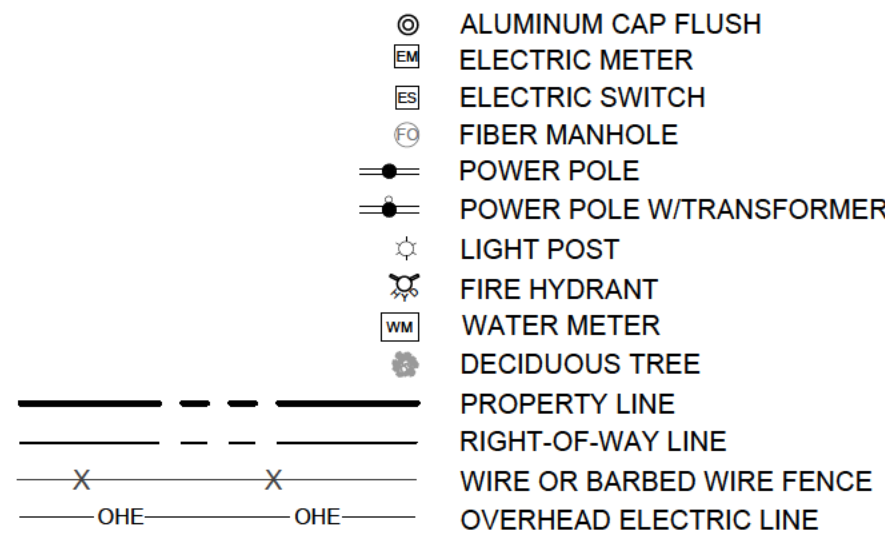 ALUMINUM CAP FLUSH
EM ELECTRIC METER
ES ELECTRIC SWITCH
FO FIBER MANHOLE
POWER POLE
POWER POLE W/TRANSFORMER
LIGHT POST
FIRE HYDRANT
WM WATER METER
DECIDUOUS TREE
PROPERTY LINE
RIGHT-OF-WAY LINE
X X WIRE OR BARBED WIRE FENCE
OHE OHE OVERHEAD ELECTRIC LINE